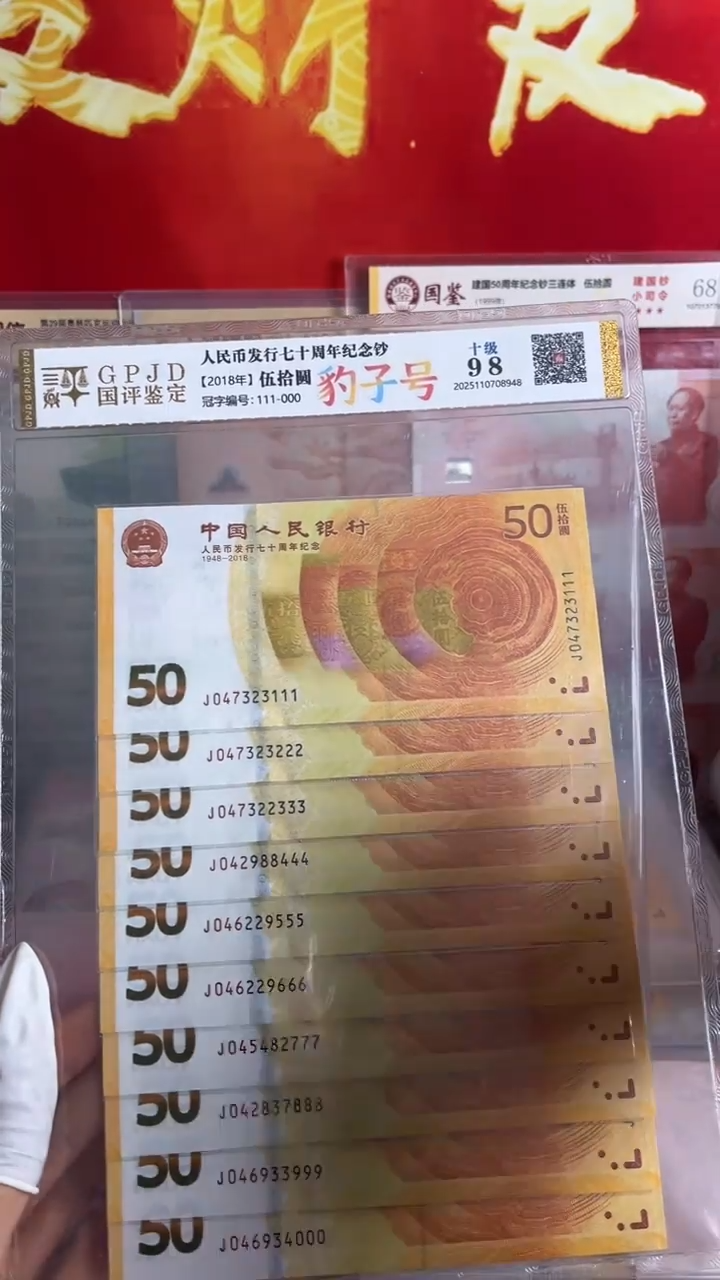 财
建国50周年纪念钞三连体 伍拾圆
建国钞
国鉴
小司令
68
人民币发行七十周年纪念钞
GPJD
国评鉴定
【2018年】伍拾圆
豹子号
十级
98
冠字编号：111-000
2025110708948
中国人民银行
人民币发行七十周年纪念
1948-2018
50
伍拾圆
J047323111
50 J047323111
50 J047323222
50 J047322333
50 J042988444
50 J046229555
50 J046229666
50 J045482777
50 J042837888
50 J046933999
50 J046934000